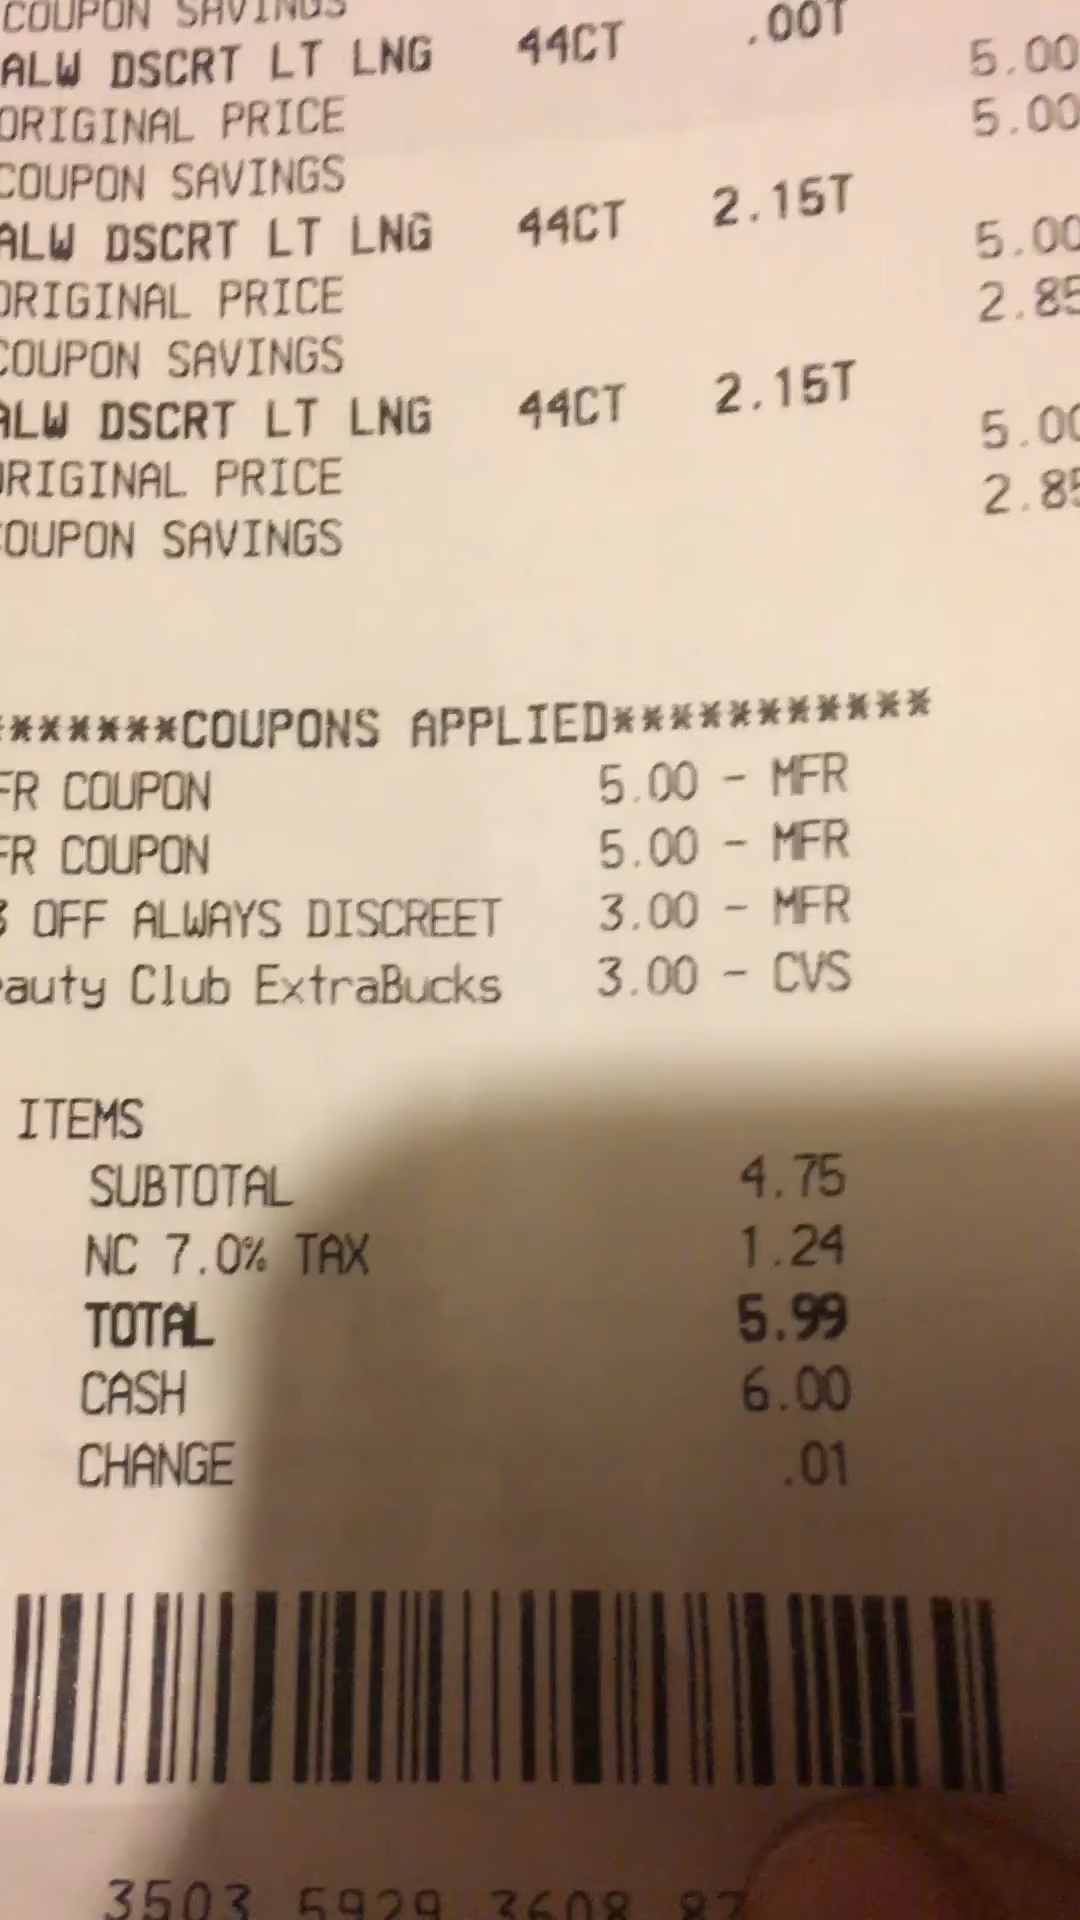 COUPON SAVINGS
ALW DSCRT LT LNG 44CT .00T
ORIGINAL PRICE 5.00
COUPON SAVINGS 5.00
ALW DSCRT LT LNG 44CT 2.15T
ORIGINAL PRICE 5.00
COUPON SAVINGS 2.85
ALW DSCRT LT LNG 44CT 2.15T
ORIGINAL PRICE 5.00
COUPON SAVINGS 2.85
*******COUPONS APPLIED***********
FR COUPON 5.00 - MFR
FR COUPON 5.00 - MFR
3 OFF ALWAYS DISCREET 3.00 - MFR
eauty Club ExtraBucks 3.00 - CVS
ITEMS
SUBTOTAL 4.75
NC 7.0% TAX 1.24
TOTAL 5.99
CASH 6.00
CHANGE .01
3503 5929 3608 87